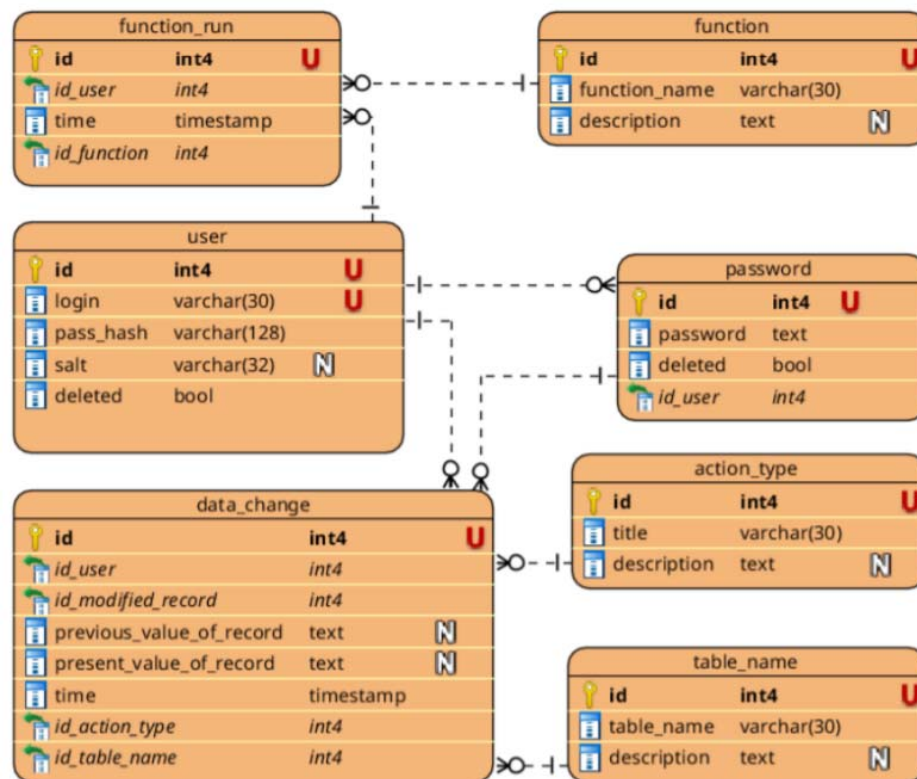 function_run
id int4 U
id_user int4
time timestamp
id_function int4
function
id int4 U
function_name varchar(30)
description text N
user
id int4 U
login varchar(30) U
pass_hash varchar(128)
salt varchar(32) N
deleted bool
password
id int4 U
password text
deleted bool
id_user int4
data_change
id int4 U
id_user int4
id_modified_record int4
previous_value_of_record text N
present_value_of_record text N
time timestamp
id_action_type int4
id_table_name int4
action_type
id int4 U
title varchar(30)
description text N
table_name
id int4 U
table_name varchar(30)
description text N